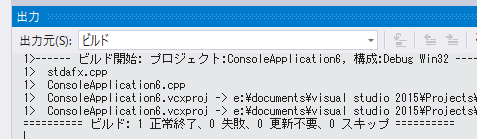 出力
出力元(S): ビルド
1>------ ビルド開始: プロジェクト:ConsoleApplication6, 構成:Debug Win32 ----
1>  stdafx.cpp
1>  ConsoleApplication6.cpp
1>  ConsoleApplication6.vcxproj -> e:¥documents¥visual studio 2015¥Projects¥
1>  ConsoleApplication6.vcxproj -> e:¥documents¥visual studio 2015¥Projects¥
========== ビルド: 1 正常終了、0 失敗、0 更新不要、0 スキップ ==========